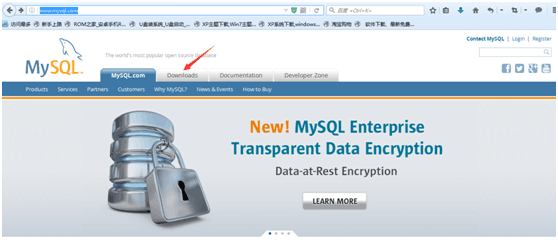 www.mysql.com
百度 <Ctrl+K>
访问最多 新手上路 ROM之家_安卓手机R... U盘装系统_U盘启动_... XP主题下载,Win7主题... XP系统下载,windows... 淘宝购物 软件下载, 最新免费...
Contact MySQL | Login | Register
MySQL
The world's most popular open source database
MySQL.com Downloads Documentation Developer Zone
Products Services Partners Customers Why MySQL? News & Events How to Buy
New! MySQL Enterprise
Transparent Data Encryption
Data-at-Rest Encryption
LEARN MORE